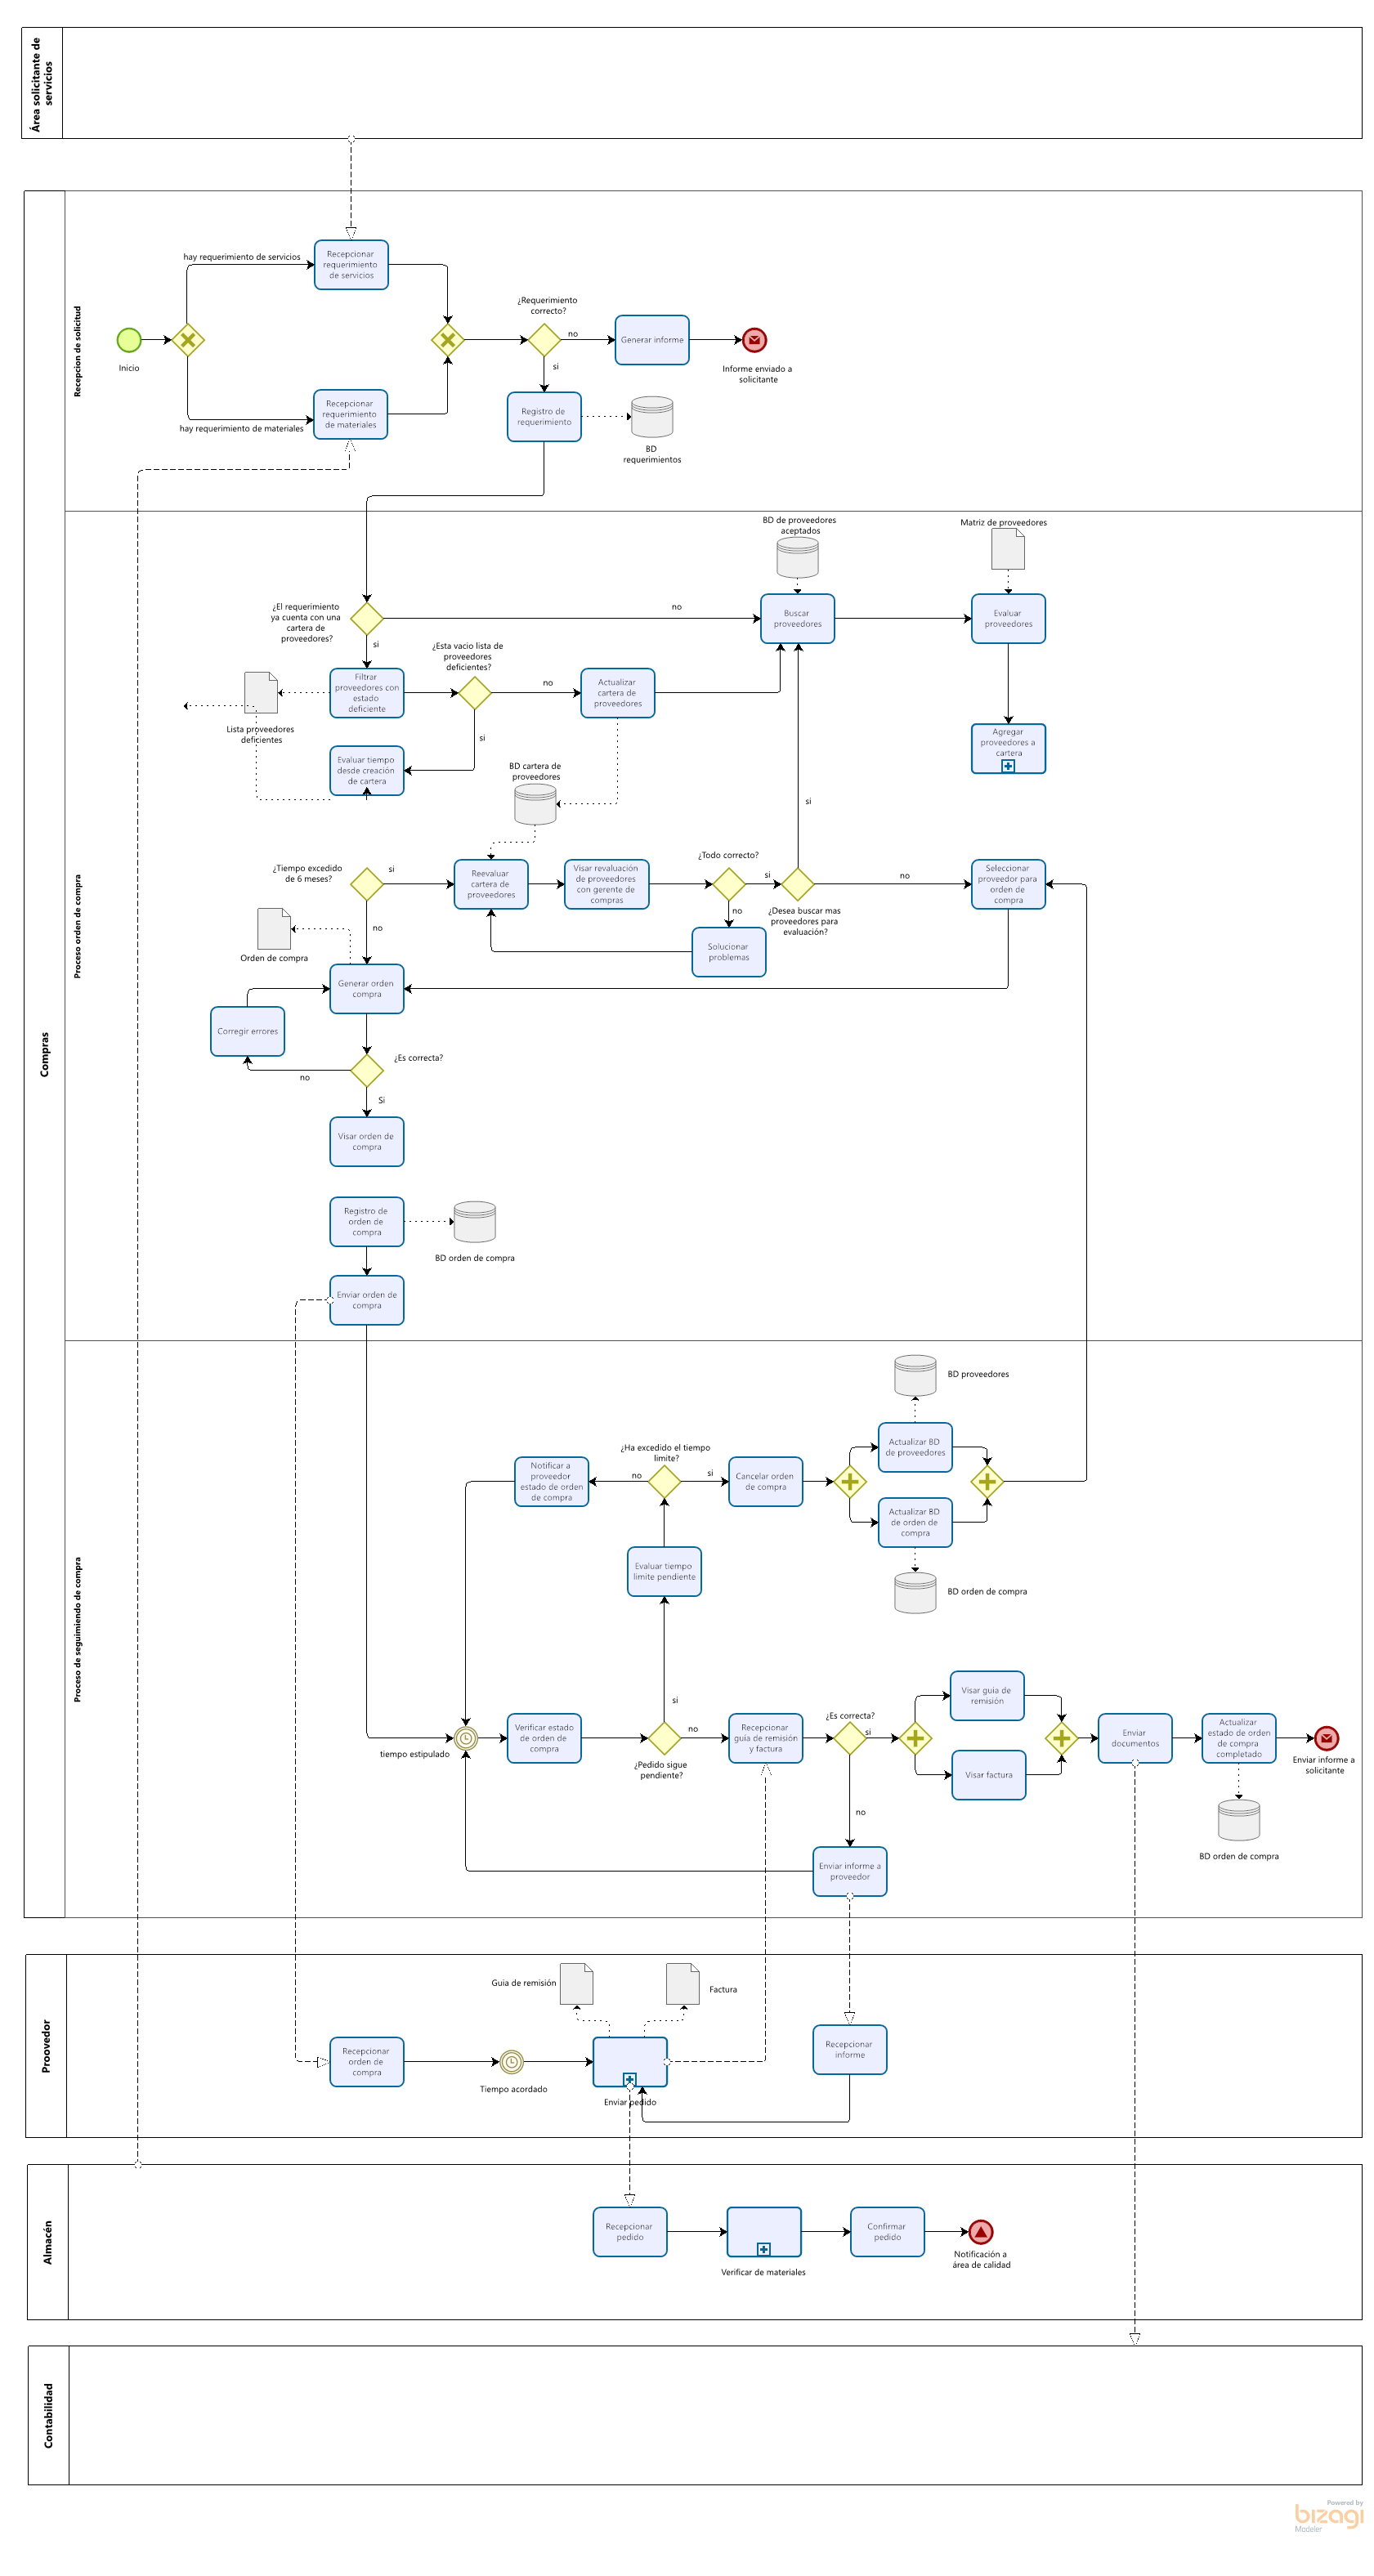 Área solicitante de
servicios
Compras
Recepcion de solicitud
hay requerimiento de servicios
Recepcionar
requerimiento
de servicios
Inicio
¿Requerimiento
correcto?
no
Generar informe
Informe enviado a
solicitante
si
Recepcionar
requerimiento
de materiales
hay requerimiento de materiales
Registro de
requerimiento
BD
requerimientos
Proceso orden de compra
BD de proveedores
aceptados
Matriz de proveedores
¿El requerimiento
ya cuenta con una
cartera de
proveedores?
no
Buscar
proveedores
Evaluar
proveedores
si
¿Esta vacio lista de
proveedores
deficientes?
Filtrar
proveedores con
estado
deficiente
no
Actualizar
cartera de
proveedores
Lista proveedores
deficientes
si
Agregar
proveedores a
cartera
Evaluar tiempo
desde creación
de cartera
BD cartera de
proveedores
si
¿Tiempo excedido
de 6 meses?
si
Reevaluar
cartera de
proveedores
Visar revaluación
de proveedores
con gerente de
compras
¿Todo correcto?
si
no
¿Desea buscar mas
proveedores para
evaluación?
no
Seleccionar
proveedor para
orden de
compra
no
Orden de compra
Solucionar
problemas
Generar orden
compra
Corregir errores
¿Es correcta?
no
Si
Visar orden de
compra
Registro de
orden de
compra
BD orden de compra
Enviar orden de
compra
Proceso de seguimiendo de compra
BD proveedores
Actualizar BD
de proveedores
¿Ha excedido el tiempo
limite?
Notificar a
proveedor
estado de orden
de compra
no
si
Cancelar orden
de compra
Actualizar BD
de orden de
compra
Evaluar tiempo
limite pendiente
BD orden de compra
si
Visar guia de
remisión
tiempo estipulado
Verificar estado
de orden de
compra
¿Pedido sigue
pendiente?
no
Recepcionar
guia de remisión
y factura
¿Es correcta?
si
Visar factura
Enviar
documentos
Actualizar
estado de orden
de compra
completado
Enviar informe a
solicitante
no
BD orden de compra
Enviar informe a
proveedor
Proovedor
Guia de remisión
Factura
Recepcionar
orden de
compra
Tiempo acordado
Enviar pedido
Recepcionar
informe
Almacén
Recepcionar
pedido
Verificar de materiales
Confirmar
pedido
Notificación a
área de calidad
Contabilidad
Powered by
bizagi
Modeler